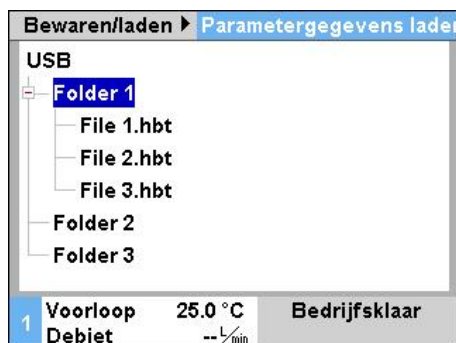 Bewaren/laden ▶ Parametergegevens lader
USB
Folder 1
File 1.hbt
File 2.hbt
File 3.hbt
Folder 2
Folder 3
1 Voorloop 25.0 °C Bedrijfsklaar
Debiet -- L/min